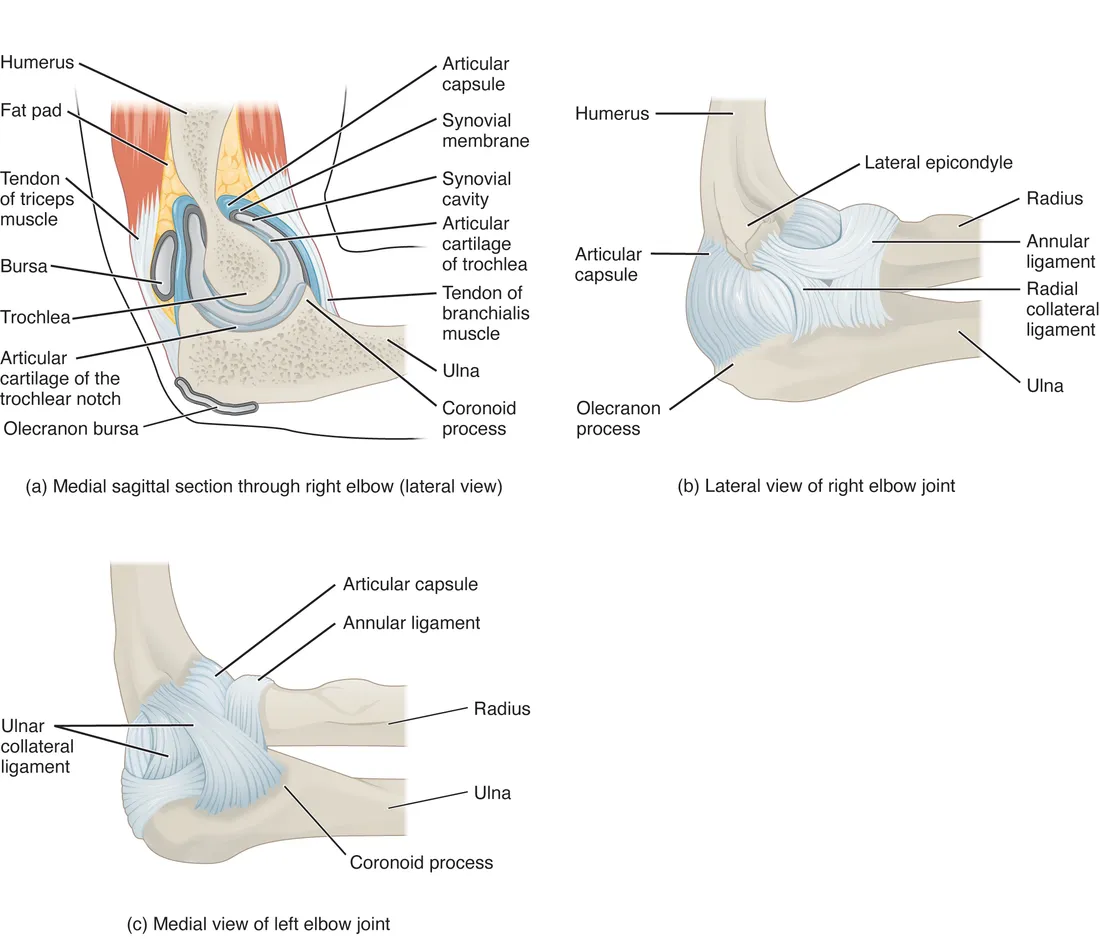 Humerus
Fat pad
Tendon
of triceps
muscle
Bursa
Trochlea
Articular
cartilage of the
trochlear notch
Olecranon bursa
Articular
capsule
Synovial
membrane
Synovial
cavity
Articular
cartilage
of trochlea
Tendon of
branchialis
muscle
Ulna
Coronoid
process
(a) Medial sagittal section through right elbow (lateral view)
Humerus
Lateral epicondyle
Articular
capsule
Olecranon
process
Radius
Annular
ligament
Radial
collateral
ligament
Ulna
(b) Lateral view of right elbow joint
Articular capsule
Annular ligament
Ulnar
collateral
ligament
Radius
Ulna
Coronoid process
(c) Medial view of left elbow joint